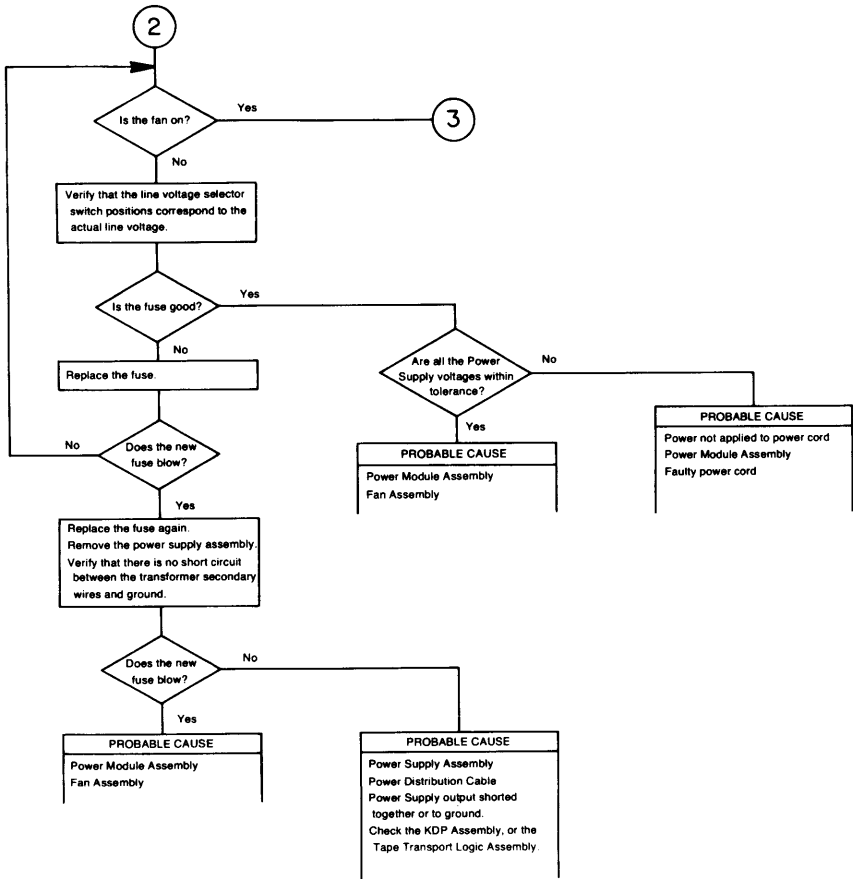 2
Is the fan on?
Yes
3
No
Verify that the line voltage selector
switch positions correspond to the
actual line voltage.
Is the fuse good?
Yes
No
Replace the fuse.
Are all the Power
Supply voltages within
tolerance?
No
Yes
PROBABLE CAUSE
Power Module Assembly
Fan Assembly
PROBABLE CAUSE
Power not applied to power cord
Power Module Assembly
Faulty power cord
No
Does the new
fuse blow?
Yes
Replace the fuse again.
Remove the power supply assembly.
Verify that there is no short circuit
between the transformer secondary
wires and ground.
Does the new
fuse blow?
No
Yes
PROBABLE CAUSE
Power Module Assembly
Fan Assembly
PROBABLE CAUSE
Power Supply Assembly
Power Distribution Cable
Power Supply output shorted
together or to ground.
Check the KDP Assembly, or the
Tape Transport Logic Assembly.